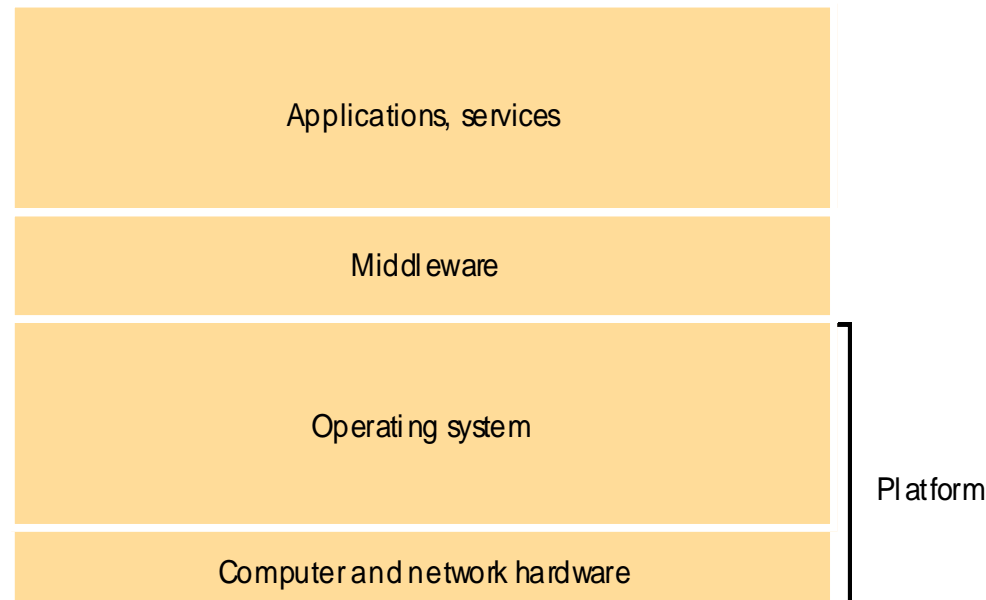 Applications, services
Middleware
Operating system
Platform
Computer and network hardware